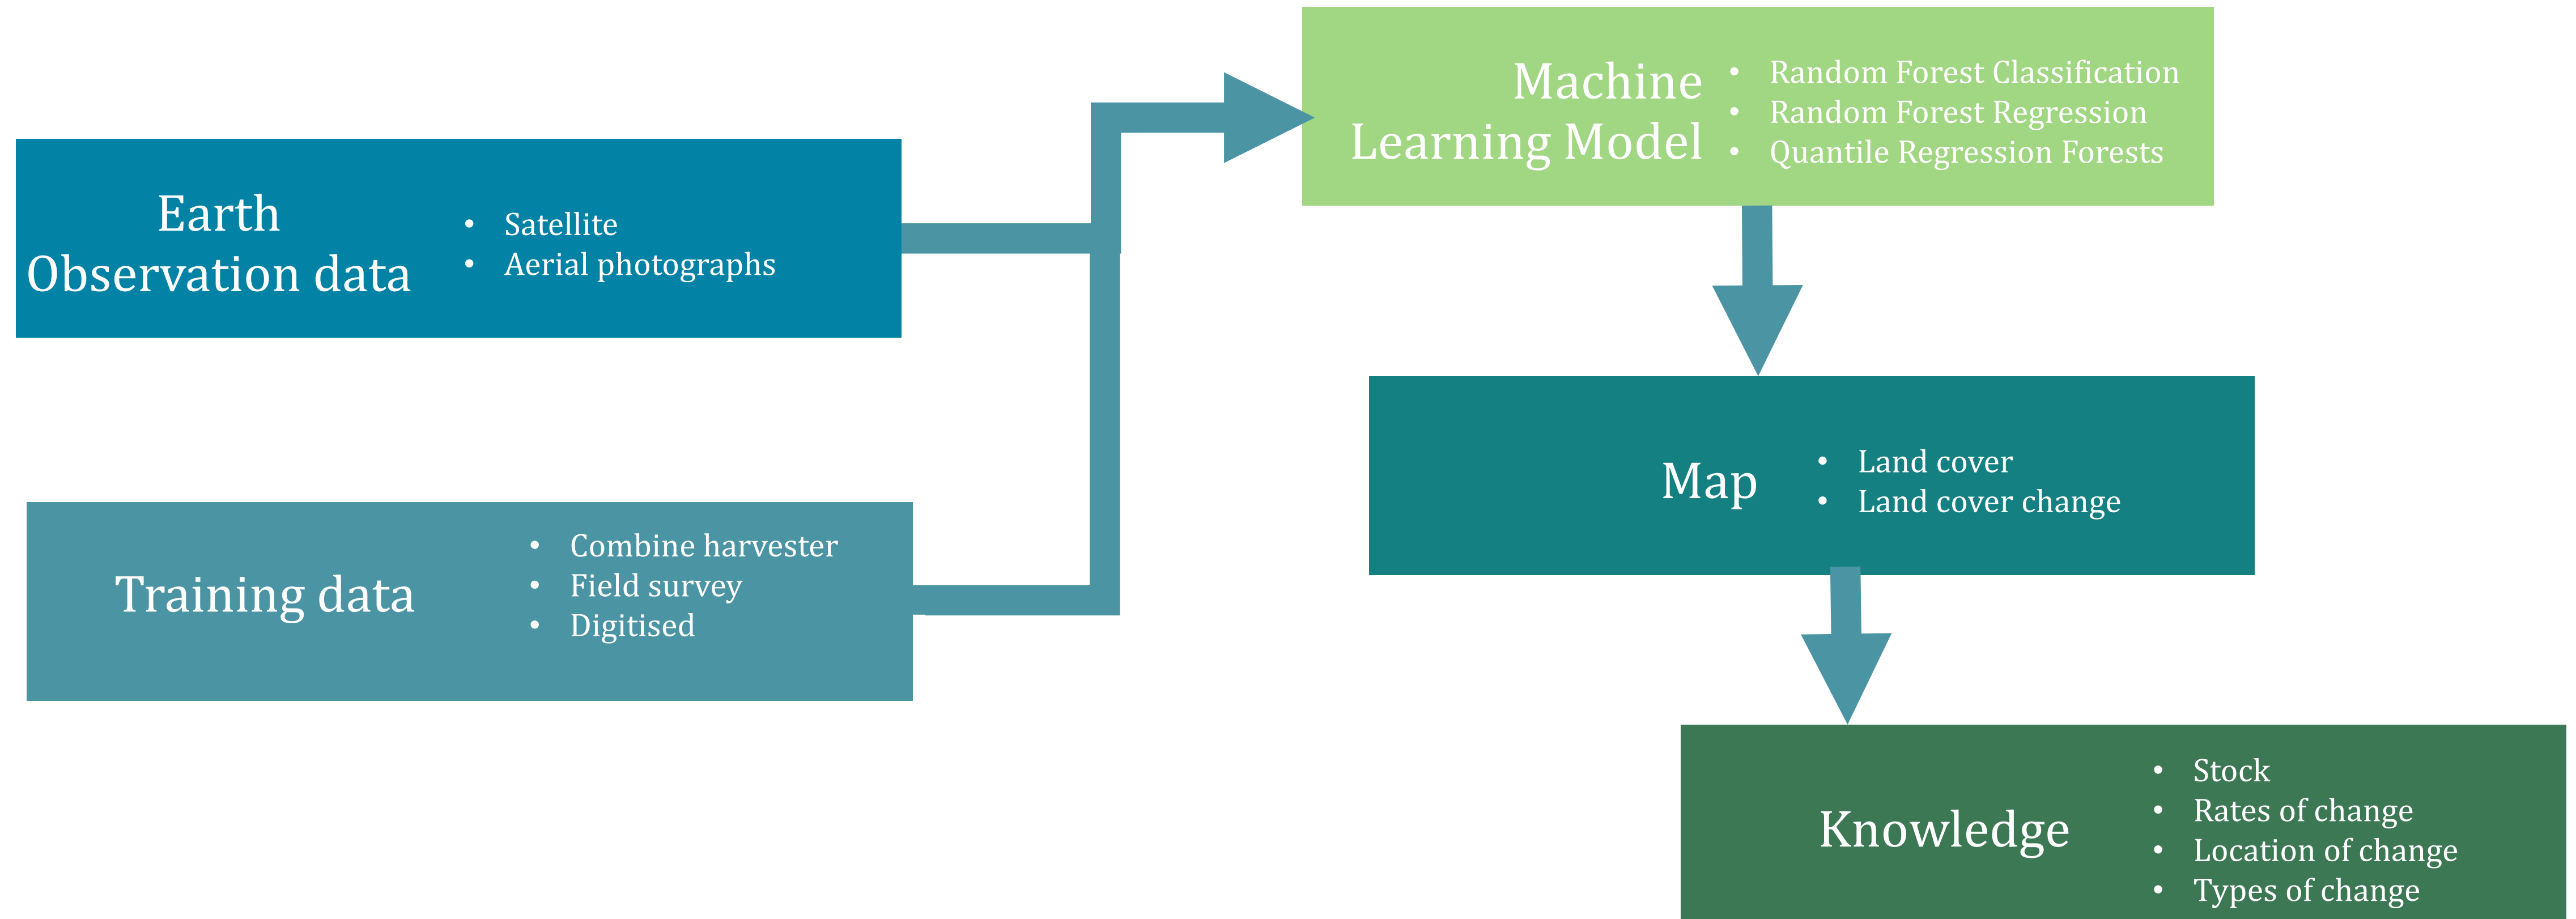 Earth
Observation data
• Satellite
• Aerial photographs
Training data
• Combine harvester
• Field survey
• Digitised
Machine
Learning Model
• Random Forest Classification
• Random Forest Regression
• Quantile Regression Forests
Map
• Land cover
• Land cover change
Knowledge
• Stock
• Rates of change
• Location of change
• Types of change